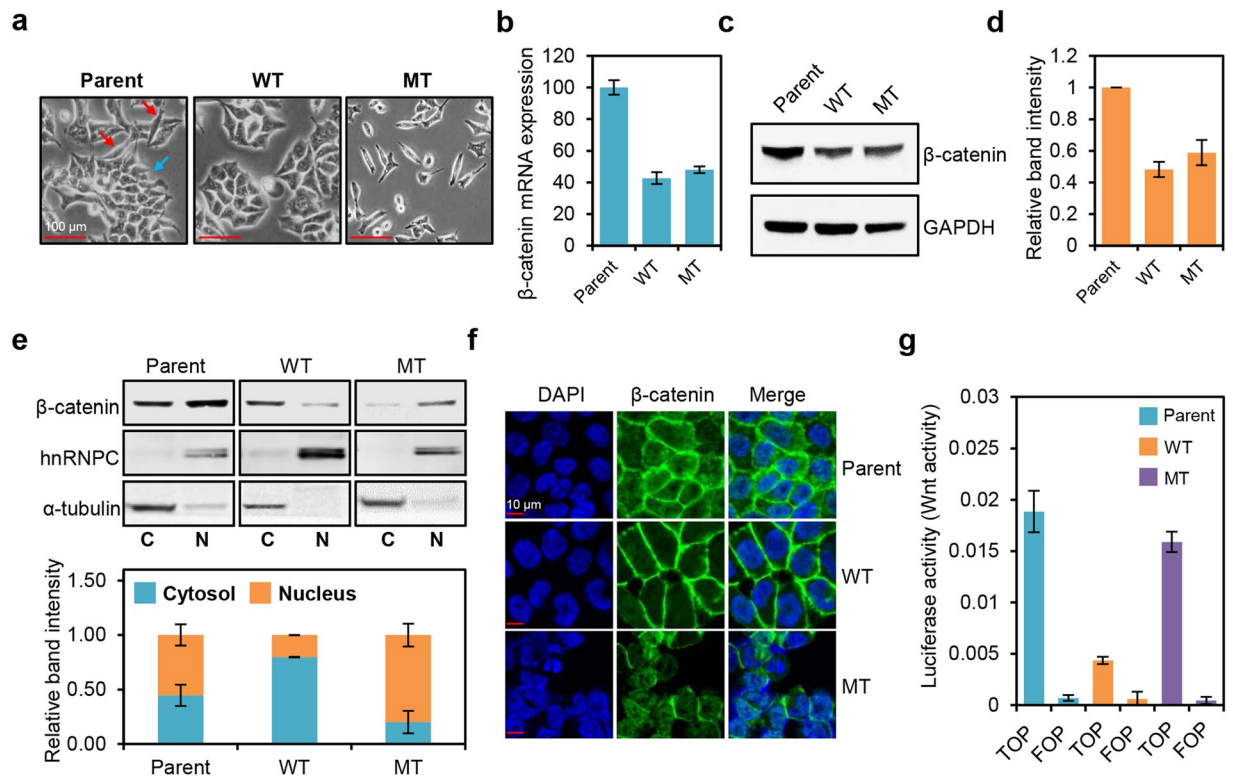 a
Parent WT MT
100 μm
b
β-catenin mRNA expression
120
100
80
60
40
20
0
Parent WT MT
c
Parent WT MT
β-catenin
GAPDH
d
Relative band intensity
1.2
1
0.8
0.6
0.4
0.2
0
Parent WT MT
e
Parent WT MT
β-catenin
hnRNPC
α-tubulin
C N C N C N
Relative band intensity
1.50
1.00
0.50
0.00
Cytosol Nucleus
Parent WT MT
f
DAPI β-catenin Merge
10 μm
Parent
WT
MT
g
Luciferase activity (Wnt activity)
0.03
0.025
0.02
0.015
0.01
0.005
0
Parent
WT
MT
TOP FOP TOP FOP TOP FOP